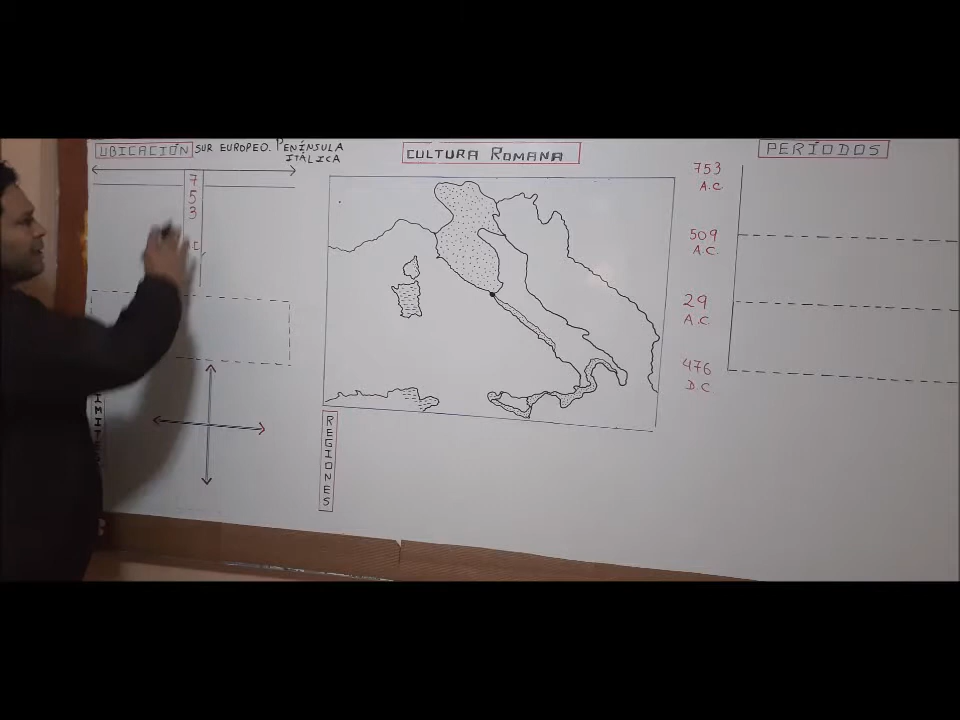 UBICACIÓN SUR EUROPEO. PENÍNSULA
ITÁLICA
7
5
3
CULTURA ROMANA
REGIONES
PERÍODOS
753
A.C
509
A.C.
29
A.C.
476
D.C